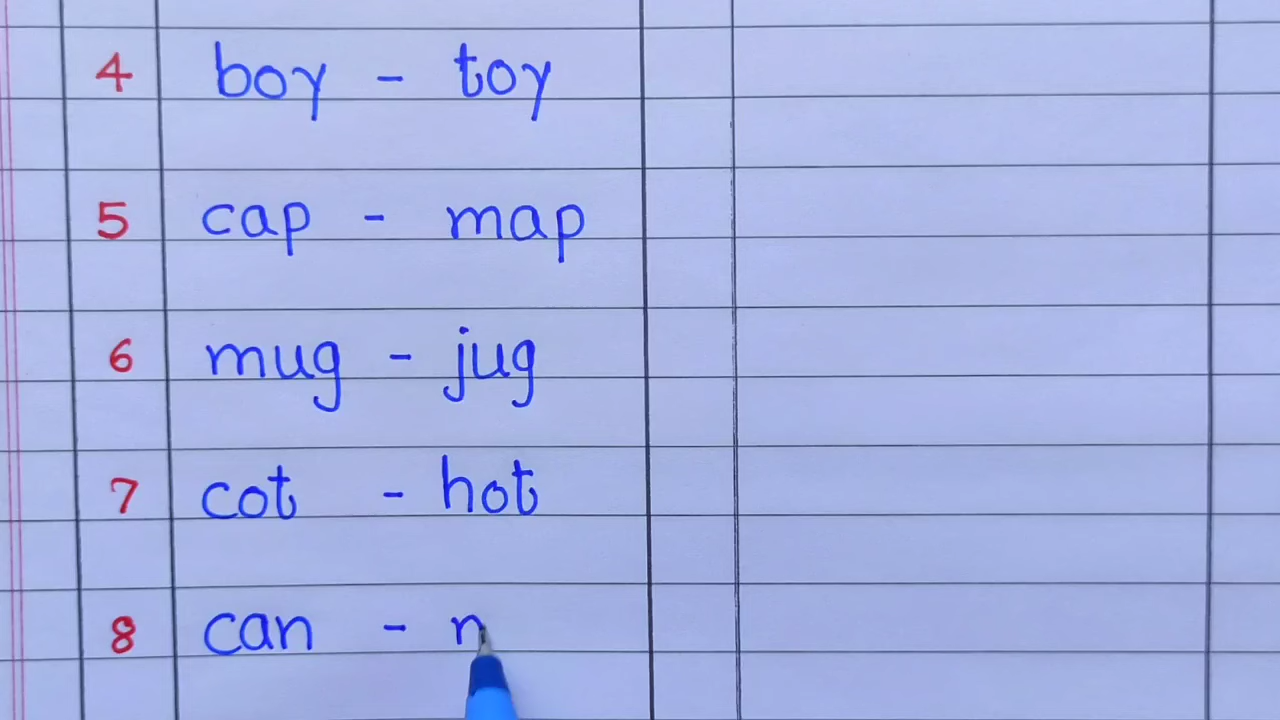 4 boy - toy
5 cap - map
6 mug - jug
7 cot - hot
8 can -